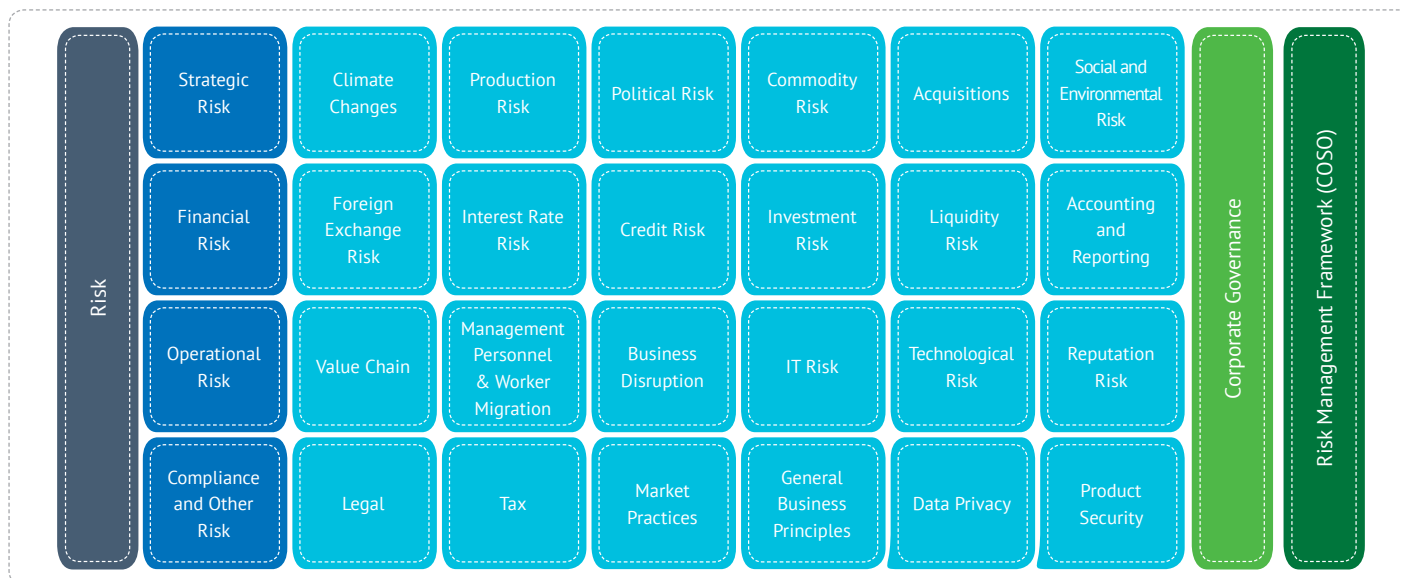 Risk
Strategic
Risk
Climate
Changes
Production
Risk
Political Risk
Commodity
Risk
Acquisitions
Social and
Environmental
Risk
Financial
Risk
Foreign
Exchange
Risk
Interest Rate
Risk
Credit Risk
Investment
Risk
Liquidity
Risk
Accounting
and
Reporting
Operational
Risk
Value Chain
Management
Personnel
& Worker
Migration
Business
Disruption
IT Risk
Technological
Risk
Reputation
Risk
Compliance
and Other
Risk
Legal
Tax
Market
Practices
General
Business
Principles
Data Privacy
Product
Security
Corporate Governance
Risk Management Framework (COSO)